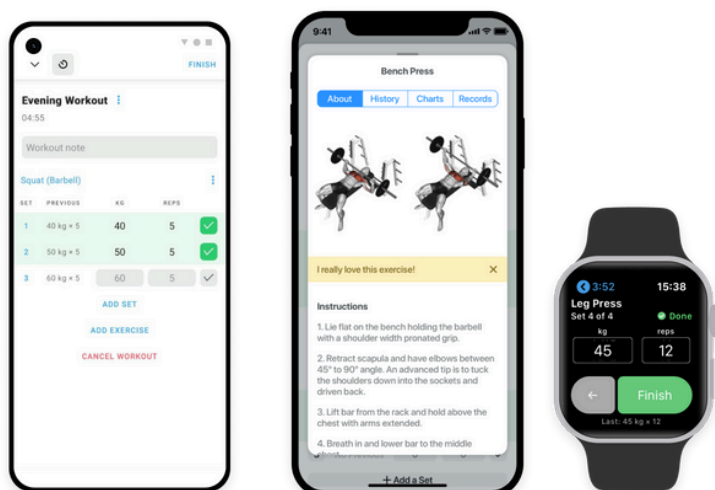 FINISH
Evening Workout
04:55
Workout note
Squat (Barbell)
SET PREVIOUS KG REPS
1 40 kg × 5 40 5
2 50 kg × 5 50 5
3 60 kg × 5 60 5
ADD SET
ADD EXERCISE
CANCEL WORKOUT
9:41
Bench Press
About History Charts Records
I really love this exercise!
Instructions
1. Lie flat on the bench holding the barbell
with a shoulder width pronated grip.
2. Retract scapula and have elbows between
45° to 90° angle. An advanced tip is to tuck
the shoulders down into the sockets and
driven back.
3. Lift bar from the rack and hold above the
chest with arms extended.
4. Breath in and lower bar to the middle
+ Add a Set
3:52 15:38
Leg Press
Set 4 of 4 Done
kg reps
45 12
Finish
Last: 45 kg × 12